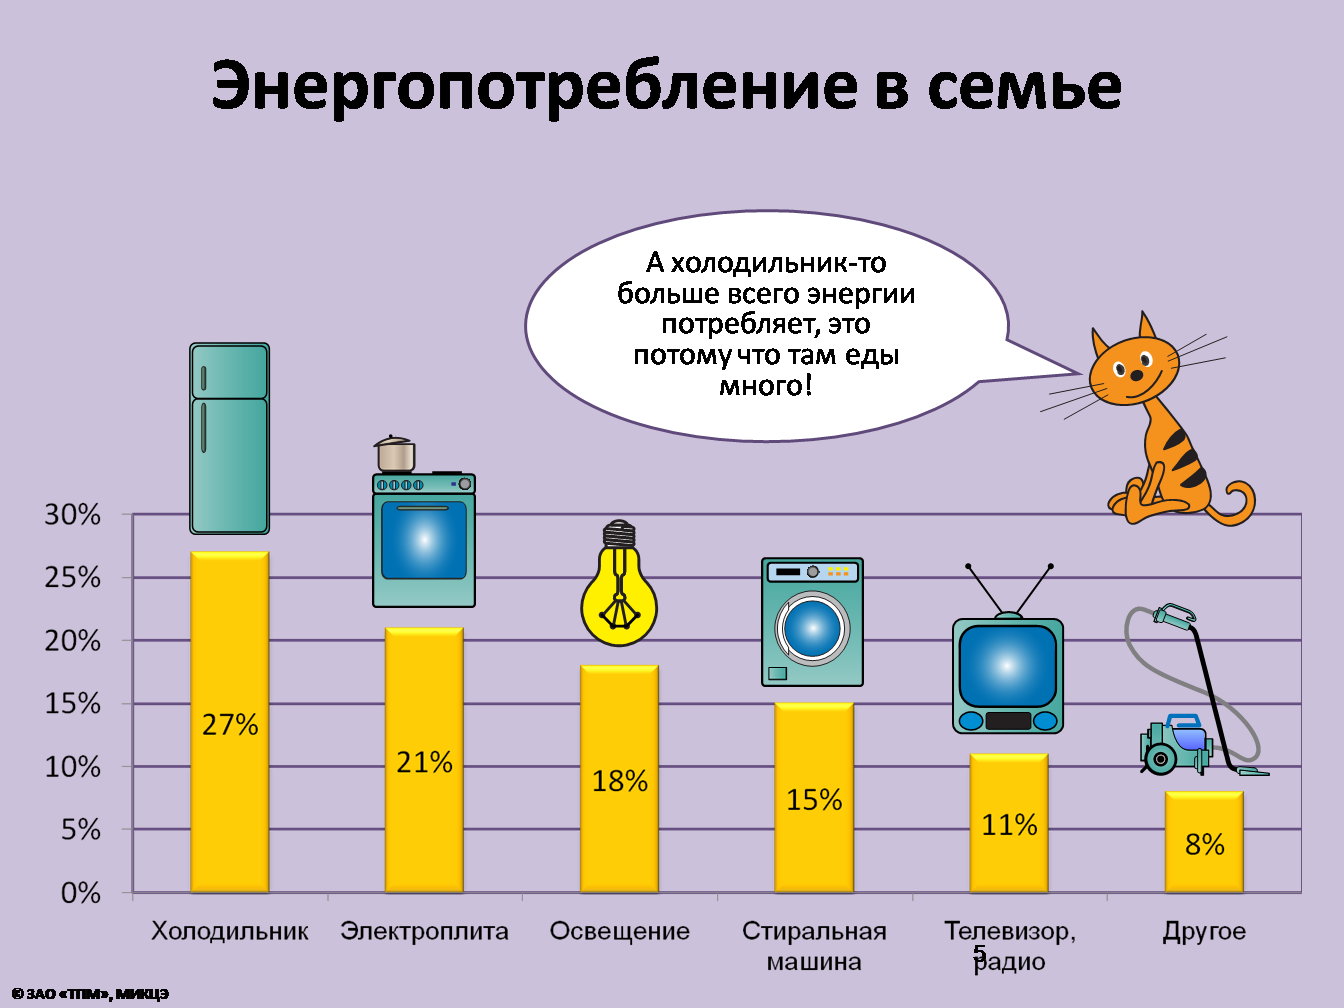 Энергопотребление в семье
А холодильник-то
больше всего энергии
потребляет, это
потому что там еды
много!
30%
25%
20%
15%
10%
5%
0%
27%
21%
18%
15%
11%
8%
Холодильник
Электроплита
Освещение
Стиральная
машина
Телевизор,
радио
Другое
5
© ЗАО «ТПМ», МИКЦЭ